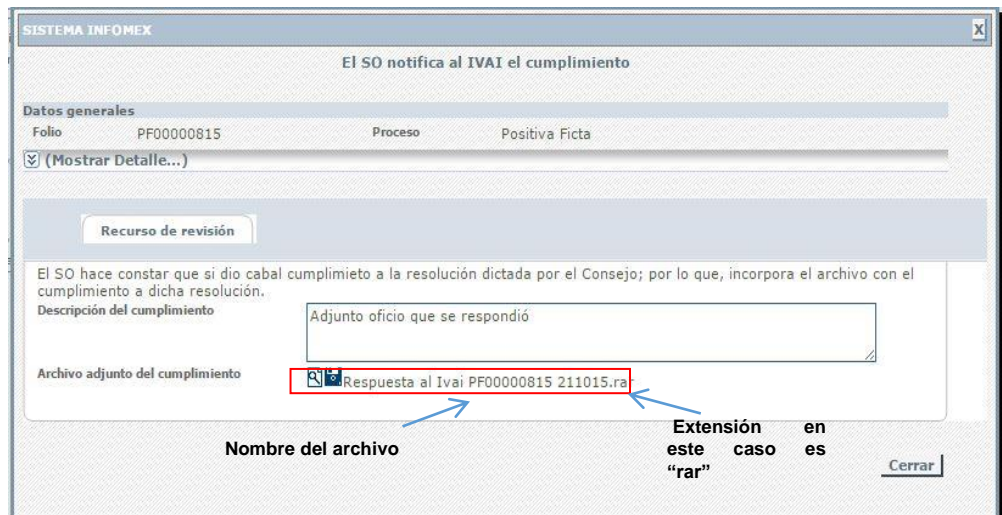 SISTEMA INFOMEX
X
El SO notifica al IVAI el cumplimiento
Datos generales
Folio PF00000815 Proceso Positiva Ficta
(Mostrar Detalle...)
Recurso de revisión
El SO hace constar que si dio cabal cumplimieto a la resolución dictada por el Consejo; por lo que, incorpora el archivo con el
cumplimiento a dicha resolución.
Descripción del cumplimiento
Adjunto oficio que se respondió
Archivo adjunto del cumplimiento
Respuesta al Ivai PF00000815 211015.rar
Nombre del archivo
Extensión en
este caso es
“rar”
Cerrar